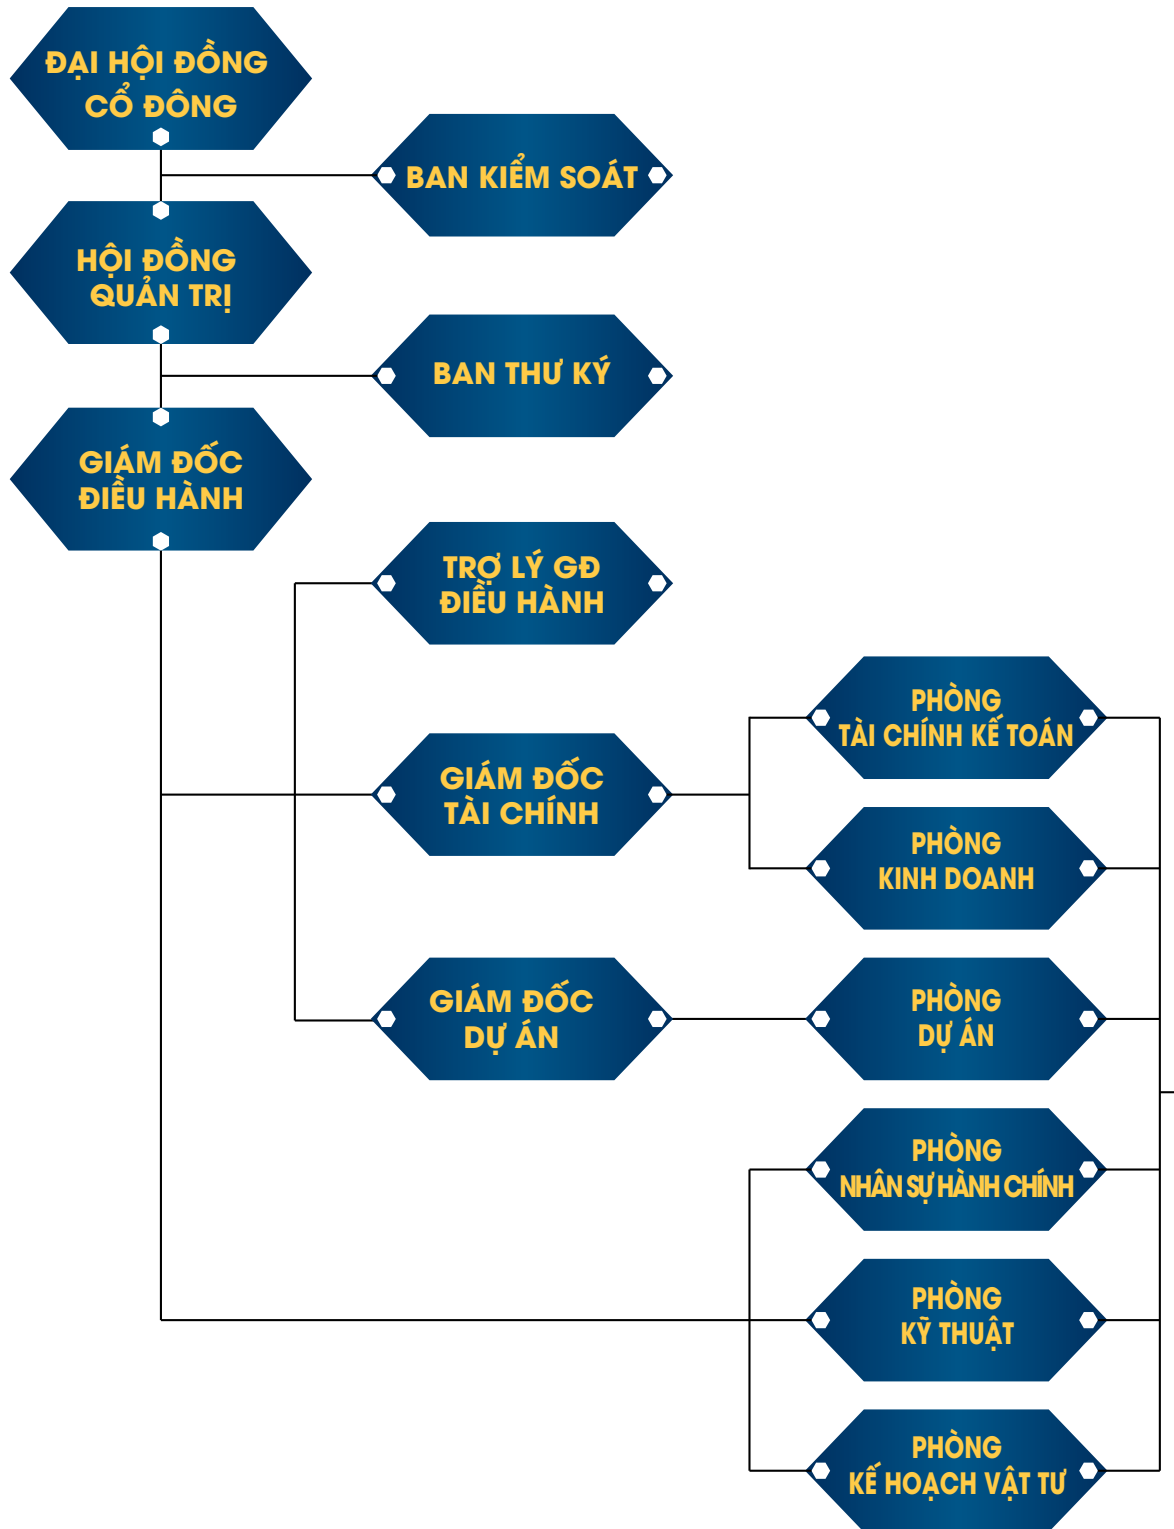 ĐẠI HỘI ĐỒNG
CỔ ĐÔNG
BAN KIỂM SOÁT
HỘI ĐỒNG
QUẢN TRỊ
BAN THƯ KÝ
GIÁM ĐỐC
ĐIỀU HÀNH
TRỢ LÝ GĐ
ĐIỀU HÀNH
GIÁM ĐỐC
TÀI CHÍNH
PHÒNG
TÀI CHÍNH KẾ TOÁN
PHÒNG
KINH DOANH
GIÁM ĐỐC
DỰ ÁN
PHÒNG
DỰ ÁN
PHÒNG
NHÂN SỰ HÀNH CHÍNH
PHÒNG
KỸ THUẬT
PHÒNG
KẾ HOẠCH VẬT TƯ